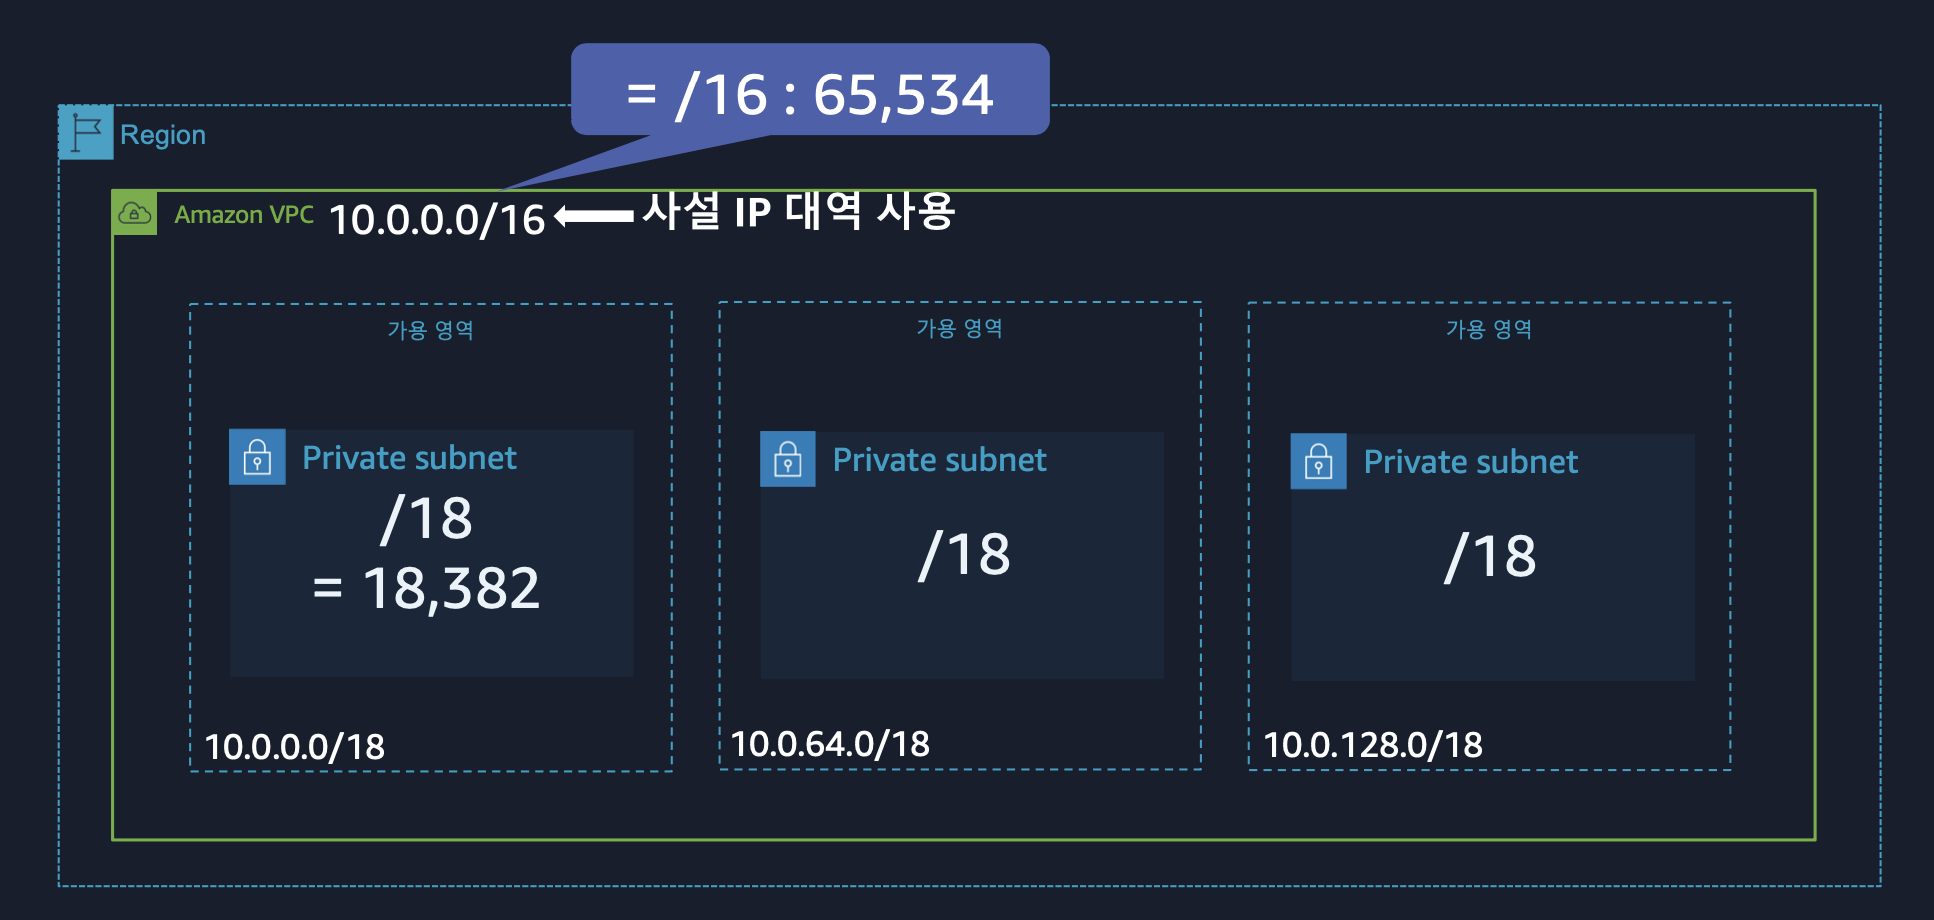 = /16 : 65,534
Region
Amazon VPC 10.0.0.0/16 사설 IP 대역 사용
가용 영역
Private subnet
/18
= 18,382
10.0.0.0/18
가용 영역
Private subnet
/18
10.0.64.0/18
가용 영역
Private subnet
/18
10.0.128.0/18